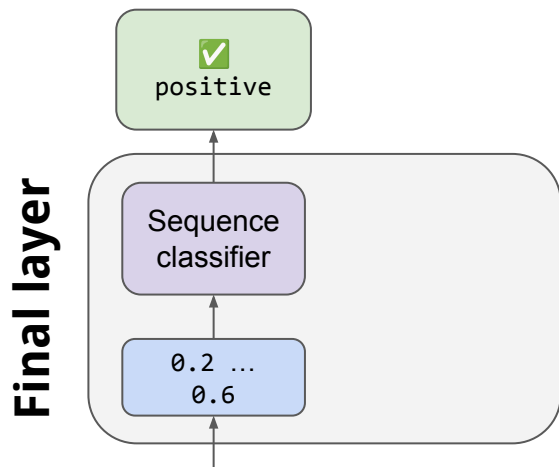 ✅
positive
Final layer
Sequence
classifier
0.2 …
0.6